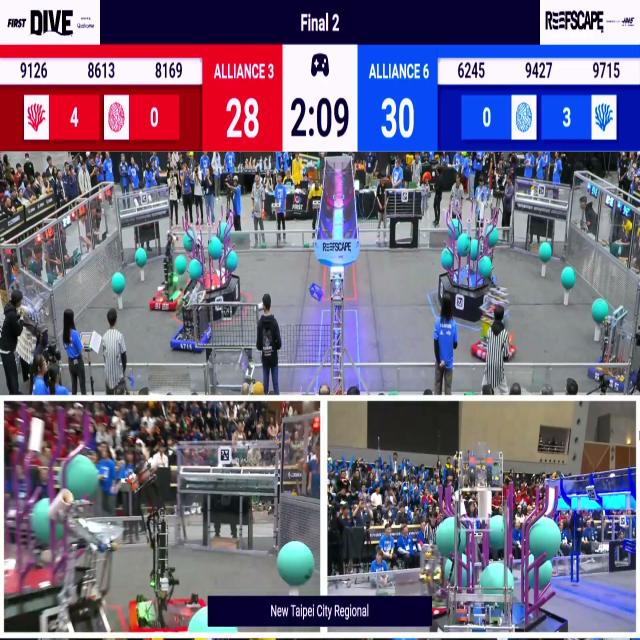 FIRST DIVE
Qualcomm
Final 2
REEFSCAPE
9126 8613 8169
ALLIANCE 3
ALLIANCE 6
6245 9427 9715
4
0
28
2:09
30
0
3
REEFSCAPE
New Taipei City Regional